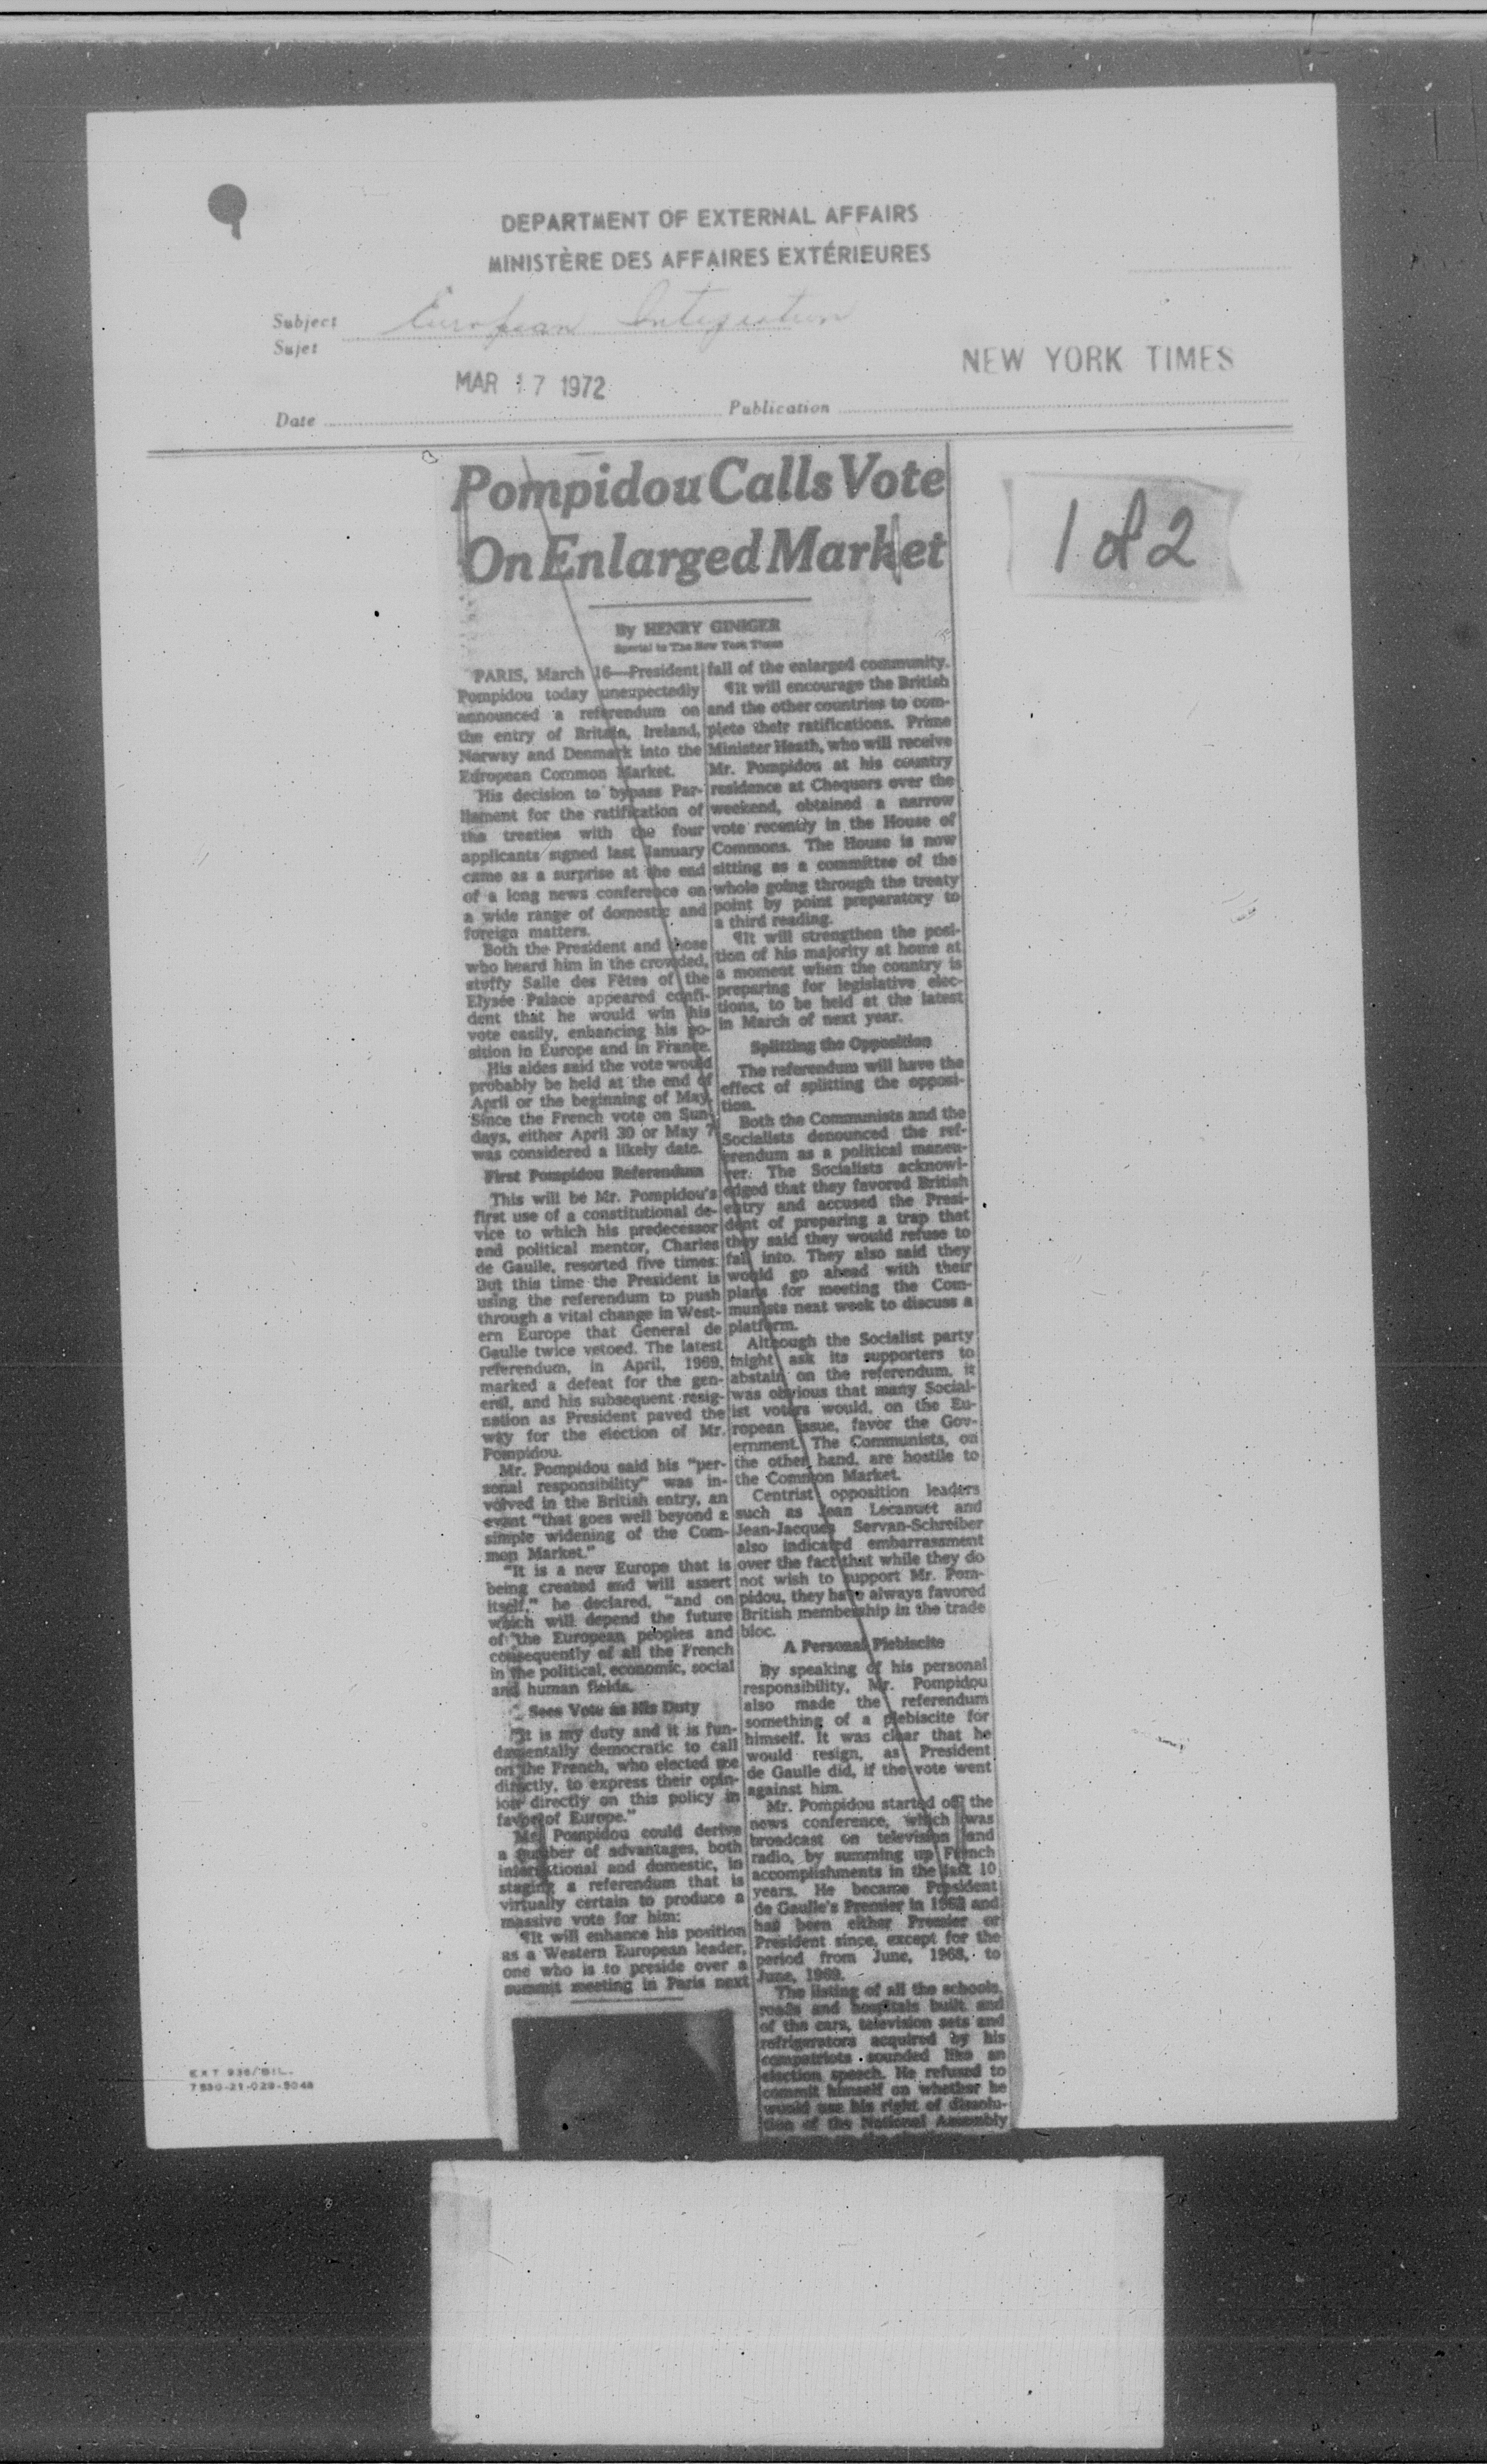 DEPARTMENT OF EXTERNAL AFFAIRS
MINISTÈRE DES AFFAIRES EXTÉRIEURES
Subject European Integration
Sujet
NEW YORK TIMES
MAR 17 1972
Date Publication
Pompidou Calls Vote
On Enlarged Market
1 of 2
By HENRY GINIGER
Special to The New York Times
PARIS, March 16—President
Pompidou today unexpectedly
announced a referendum on
the entry of Britain, Ireland,
Norway and Denmark into the
European Common Market.
His decision to bypass Par-
liament for the ratification of
the treaties with the four
applicants signed last January
came as a surprise at the end
of a long news conference on
a wide range of domestic and
foreign matters.
Both the President and those
who heard him in the crowded,
stuffy Salle des Fêtes of the
Elysée Palace appeared confi-
dent that he would win his
vote easily, enhancing his po-
sition in Europe and in France.
His aides said the vote would
probably be held at the end of
April or the beginning of May.
Since the French vote on Sun-
days, either April 30 or May 7
was considered a likely date.
First Pompidou Referendum
This will be Mr. Pompidou's
first use of a constitutional de-
vice to which his predecessor
and political mentor, Charles
de Gaulle, resorted five times.
But this time the President is
using the referendum to push
through a vital change in West-
ern Europe that General de
Gaulle twice vetoed. The latest
referendum, in April, 1969,
marked a defeat for the gen-
eral, and his subsequent resig-
nation as President paved the
way for the election of Mr.
Pompidou.
Mr. Pompidou said his "per-
sonal responsibility" was in-
volved in the British entry, an
event "that goes well beyond a
simple widening of the Com-
mon Market."
"It is a new Europe that is
being created and will assert
itself," he declared, "and on
which will depend the future
of the European peoples and
consequently of all the French
in the political, economic, social
and human fields.
Sees Vote as His Duty
"It is my duty and it is fun-
damentally democratic to call
on the French, who elected me
directly, to express their opin-
ion directly on this policy in
favor of Europe."
Mr. Pompidou could derive
a number of advantages, both
international and domestic, in
staging a referendum that is
virtually certain to produce a
massive vote for him:
¶It will enhance his position
as a Western European leader,
one who is to preside over a
summit meeting in Paris next
fall of the enlarged community.
¶It will encourage the British
and the other countries to com-
plete their ratifications. Prime
Minister Heath, who will receive
Mr. Pompidou at his country
residence at Chequers over the
weekend, obtained a narrow
vote recently in the House of
Commons. The House is now
sitting as a committee of the
whole going through the treaty
point by point preparatory to
a third reading.
¶It will strengthen the posi-
tion of his majority at home at
a moment when the country is
preparing for legislative elec-
tions, to be held at the latest
in March of next year.
Splitting the Opposition
The referendum will have the
effect of splitting the opposi-
tion.
Both the Communists and the
Socialists denounced the ref-
erendum as a political maneu-
ver. The Socialists acknowl-
edged that they favored British
entry and accused the Presi-
dent of preparing a trap that
they said they would refuse to
fall into. They also said they
would go ahead with their
plans for meeting the Com-
munists next week to discuss a
platform.
Although the Socialist party
might ask its supporters to
abstain on the referendum, it
was obvious that many Social-
ist voters would, on the Eu-
ropean issue, favor the Gov-
ernment. The Communists, on
the other hand, are hostile to
the Common Market.
Centrist opposition leaders
such as Jean Lecanuet and
Jean-Jacques Servan-Schreiber
also indicated embarrassment
over the fact that while they do
not wish to support Mr. Pom-
pidou, they have always favored
British membership in the trade
bloc.
A Personal Plebiscite
By speaking of his personal
responsibility, Mr. Pompidou
also made the referendum
something of a plebiscite for
himself. It was clear that he
would resign, as President
de Gaulle did, if the vote went
against him.
Mr. Pompidou started off the
news conference, which was
broadcast on television and
radio, by summing up French
accomplishments in the last 10
years. He became President
de Gaulle's Premier in 1962 and
has been either Premier or
President since, except for the
period from June, 1968, to
June, 1969.
The listing of all the schools,
roads and hospitals built and
of the cars, television sets and
refrigerators acquired by his
compatriots sounded like an
election speech. He refused to
commit himself on whether he
would use his right of dissolu-
tion of the National Assembly
EXT 936/BIL.
7530-21-029-5048